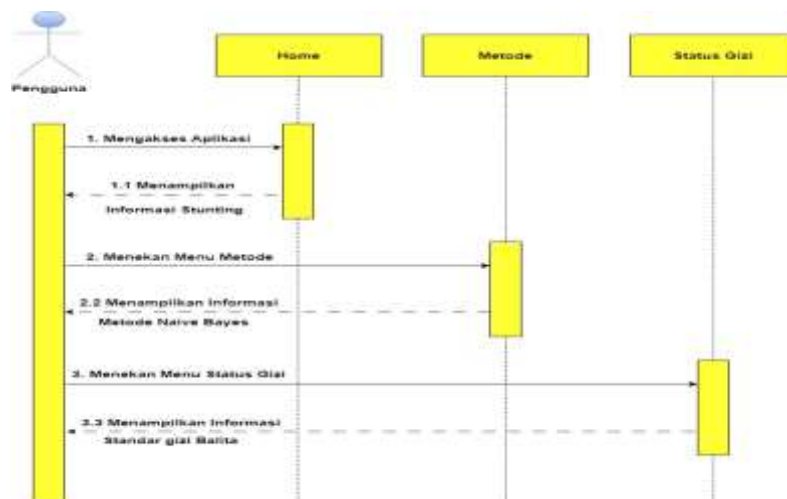 Home
Metode
Status Gizi
Pengguna
1. Mengakses Aplikasi
1.1 Menampilkan
Informasi Stunting
2. Menekan Menu Metode
2.2 Menampilkan Informasi
Metode Naive Bayes
3. Menekan Menu Status Gizi
3.3 Menampilkan Informasi
Standar gizi Balita